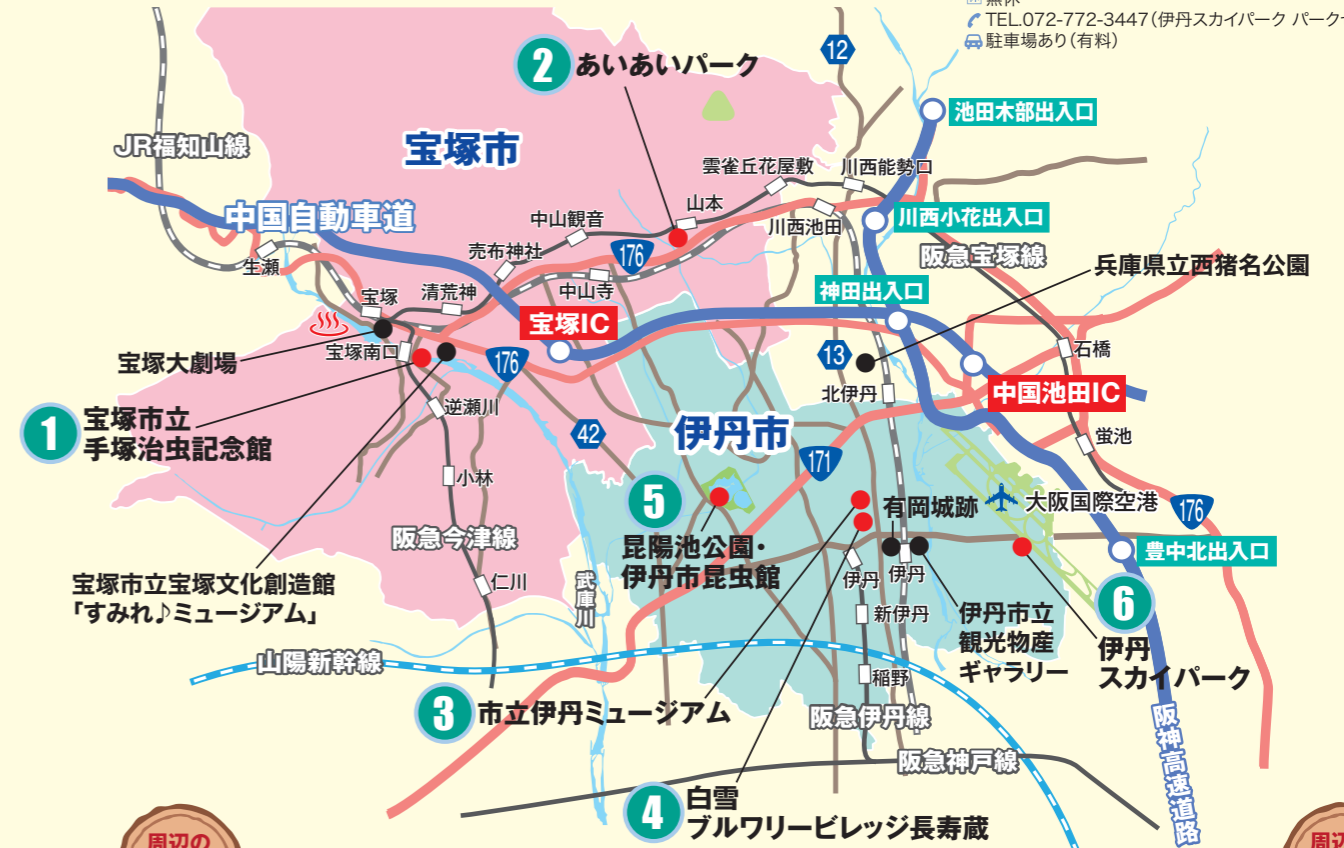 無休
TEL.072-772-3447(伊丹スカイパーク パーク
駐車場あり(有料)
12
2
あいあいパーク
池田木部出入口
JR福知山線
宝塚市
雲雀丘花屋敷
川西能勢口
中国自動車道
山本
川西池田
川西小花出入口
中山観音
売布神社
176
阪急宝塚線
兵庫県立西猪名公園
生瀬
宝塚
清荒神
中山寺
神田出入口
宝塚IC
宝塚大劇場
宝塚南口
176
13
石橋
北伊丹
中国池田IC
1
宝塚市立
手塚治虫記念館
逆瀬川
42
伊丹市
蛍池
171
小林
5
有岡城跡
大阪国際空港
176
阪急今津線
昆陽池公園・
伊丹市昆虫館
豊中北出入口
宝塚市立宝塚文化創造館
「すみれ♪ミュージアム」
仁川
武庫川
伊丹
伊丹
新伊丹
伊丹市立
観光物産
ギャラリー
6
伊丹
スカイパーク
山陽新幹線
稲野
3
市立伊丹ミュージアム
阪急伊丹線
阪神高速道路
阪急神戸線
4
白雪
ブルワリービレッジ長寿蔵
周辺の
周辺